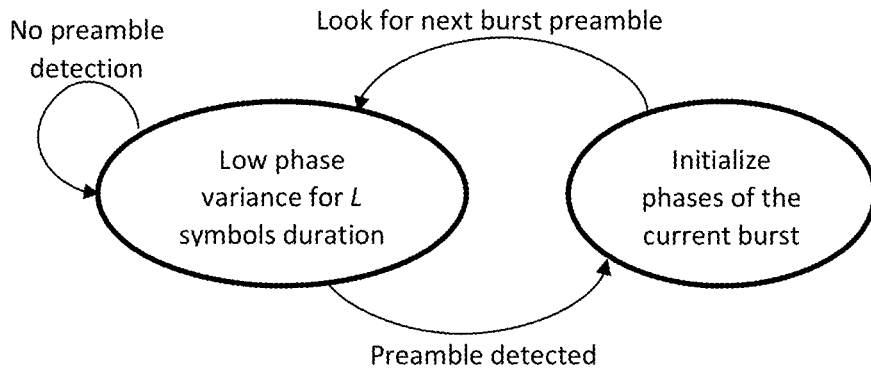 No preamble
detection
Look for next burst preamble
Low phase
variance for L
symbols duration
Initialize
phases of the
current burst
Preamble detected